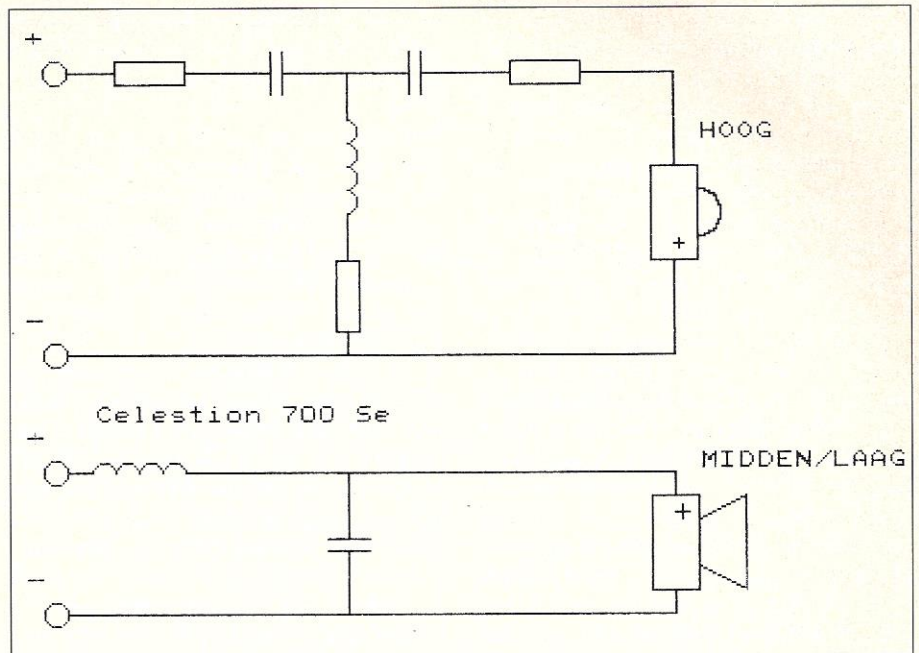 +
HOOG
+
−
Celestion 700 Se
+
MIDDEN/LAAG
+
−